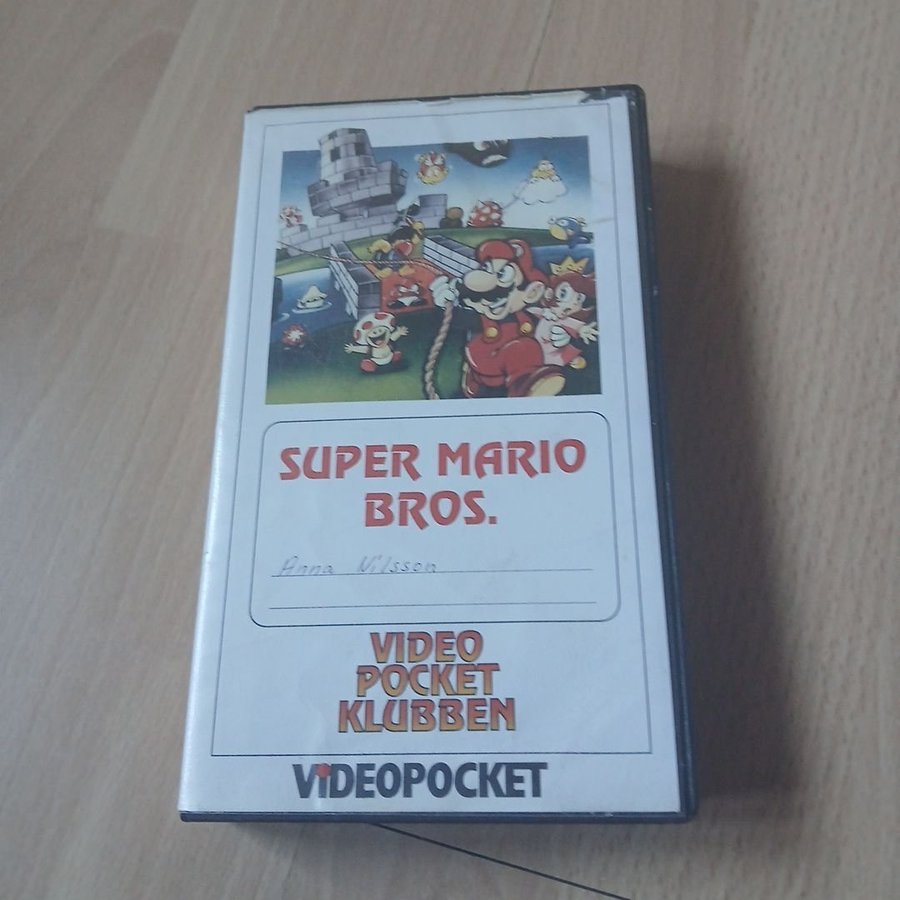 SUPER MARIO
BROS.
Anna Nilsson
VIDEO
POCKET
KLUBBEN
ViDEOPOCKET